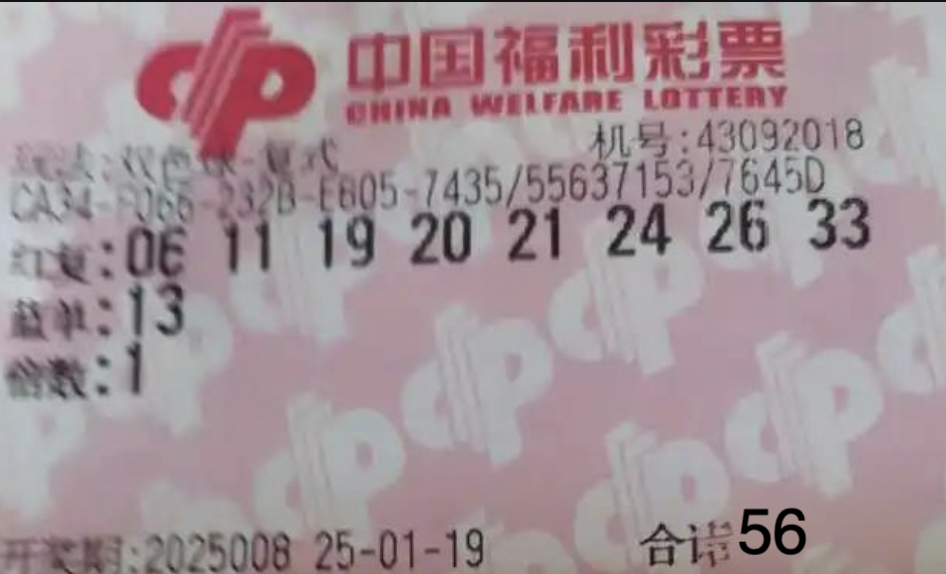 中国福利彩票
CHINA WELFARE LOTTERY
机号:43092018
玩法:双色球-复式
CA34-F066-232B-E605-7435/55637153/7645D
红复:06 11 19 20 21 24 26 33
蓝单:13
倍数:1
开奖期:2025008 25-01-19
合计56